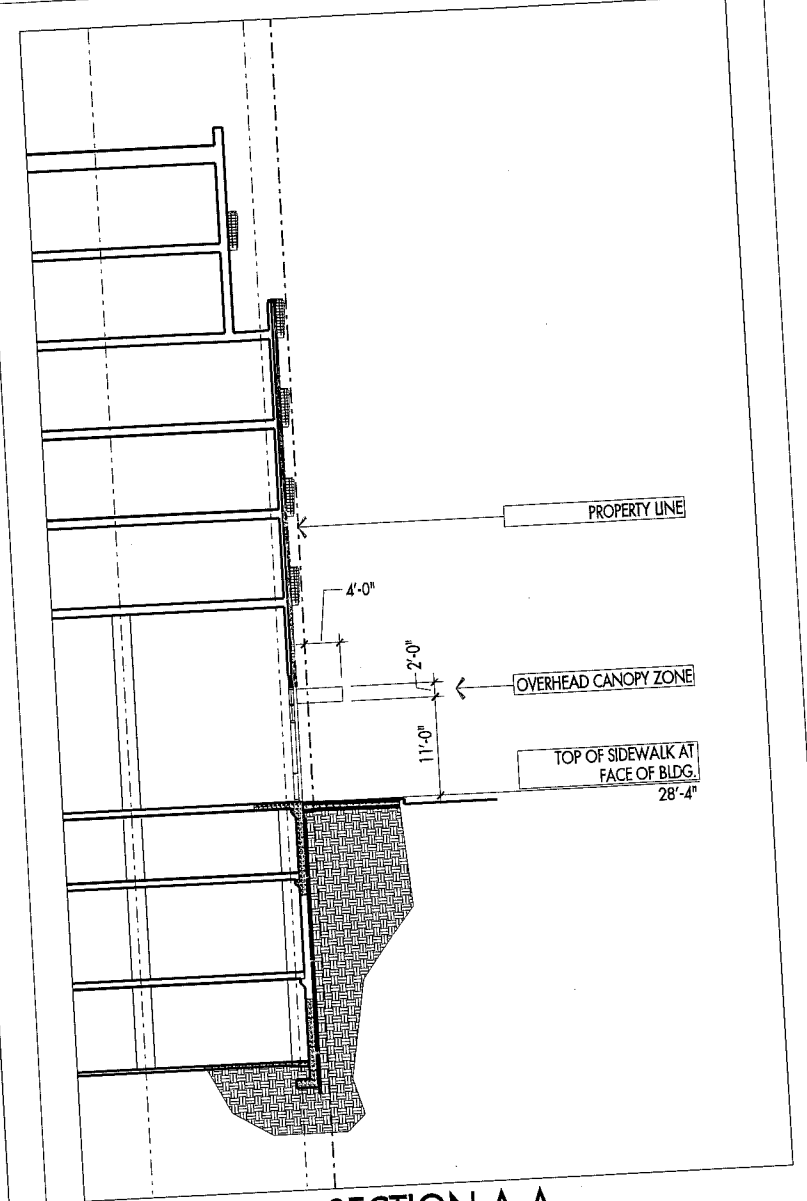 PROPERTY LINE
4'-0"
2'-0"
OVERHEAD CANOPY ZONE
11'-0"
TOP OF SIDEWALK AT
FACE OF BLDG.
28'-4"
SECTION A-A